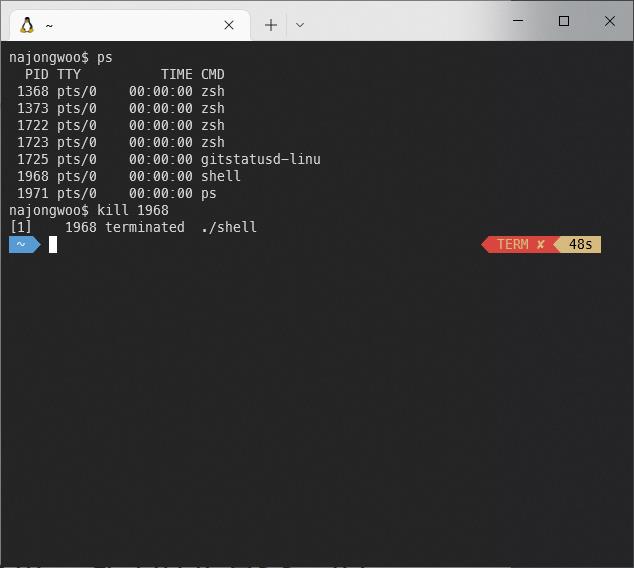 ~
najongwoo$ ps
  PID TTY          TIME CMD
 1368 pts/0    00:00:00 zsh
 1373 pts/0    00:00:00 zsh
 1722 pts/0    00:00:00 zsh
 1723 pts/0    00:00:00 zsh
 1725 pts/0    00:00:00 gitstatusd-linu
 1968 pts/0    00:00:00 shell
 1971 pts/0    00:00:00 ps
najongwoo$ kill 1968
[1]    1968 terminated  ./shell
~ TERM ✘ 48s